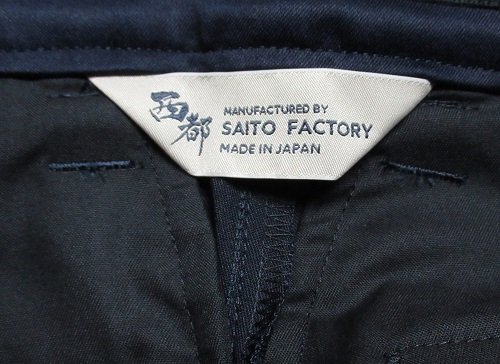 西都
MANUFACTURED BY
SAITO FACTORY
MADE IN JAPAN